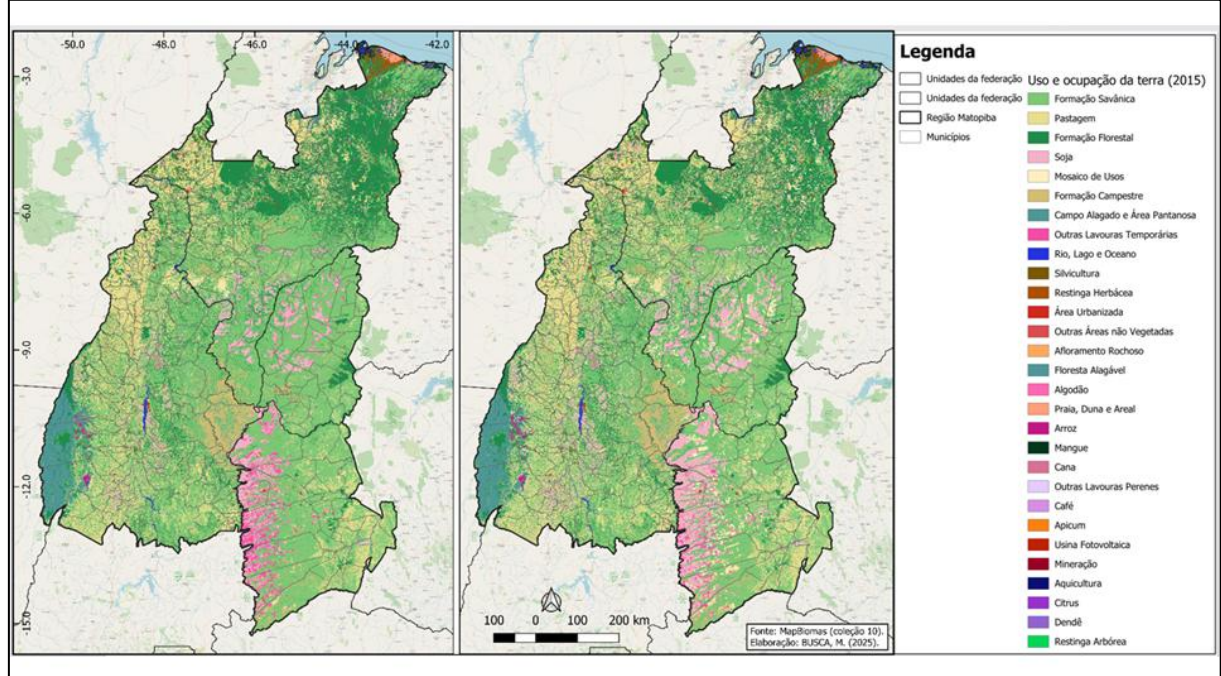 -50.0
-48.0
-46.0
-44.0
-42.0
-3.0
-6.0
-9.0
-12.0
-15.0
100 0 100 200 km
Fonte: MapBiomas (coleção 10).
Elaboração: BUSCA, M. (2025).
Legenda
Unidades da federação
Unidades da federação
Região Matopiba
Municípios
Uso e ocupação da terra (2015)
Formação Savânica
Pastagem
Formação Florestal
Soja
Mosaico de Usos
Formação Campestre
Campo Alagado e Área Pantanosa
Outras Lavouras Temporárias
Rio, Lago e Oceano
Silvicultura
Restinga Herbácea
Área Urbanizada
Outras Áreas não Vegetadas
Afloramento Rochoso
Floresta Alagável
Algodão
Praia, Duna e Areal
Arroz
Mangue
Cana
Outras Lavouras Perenes
Café
Apicum
Usina Fotovoltaica
Mineração
Aquicultura
Citrus
Dendê
Restinga Arbórea